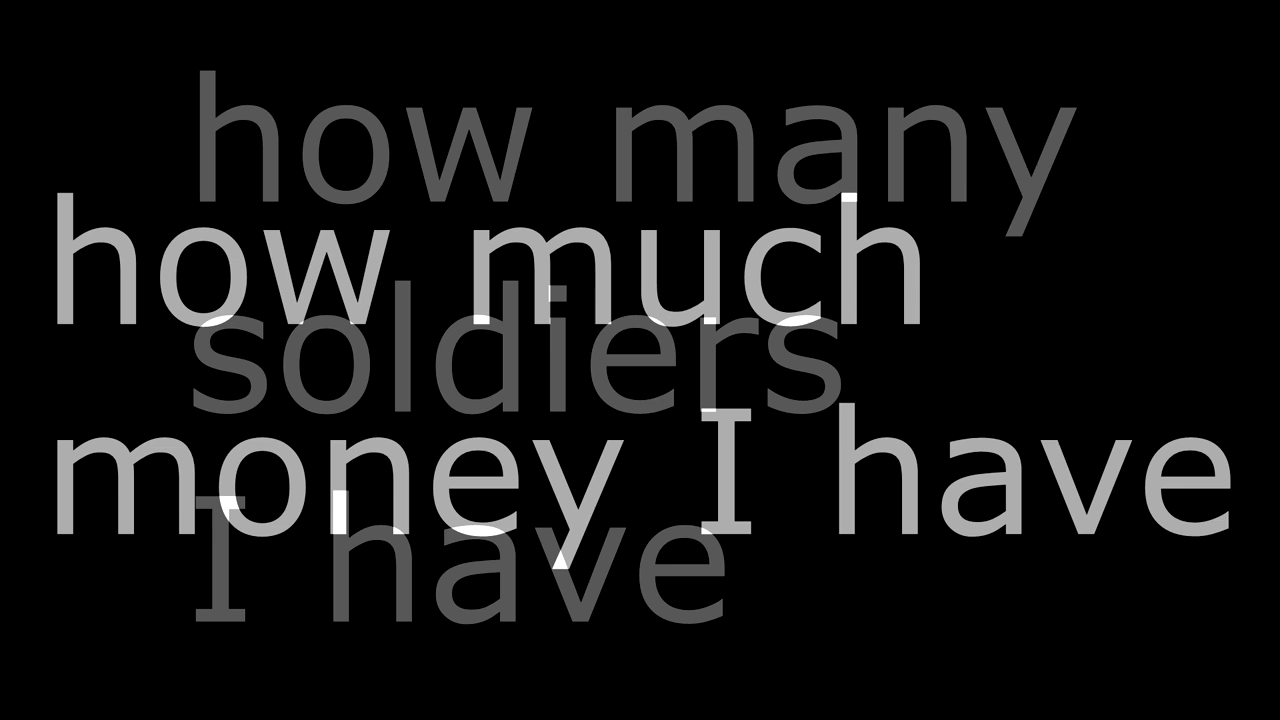 how many
how much
soldiers
money I have
I have